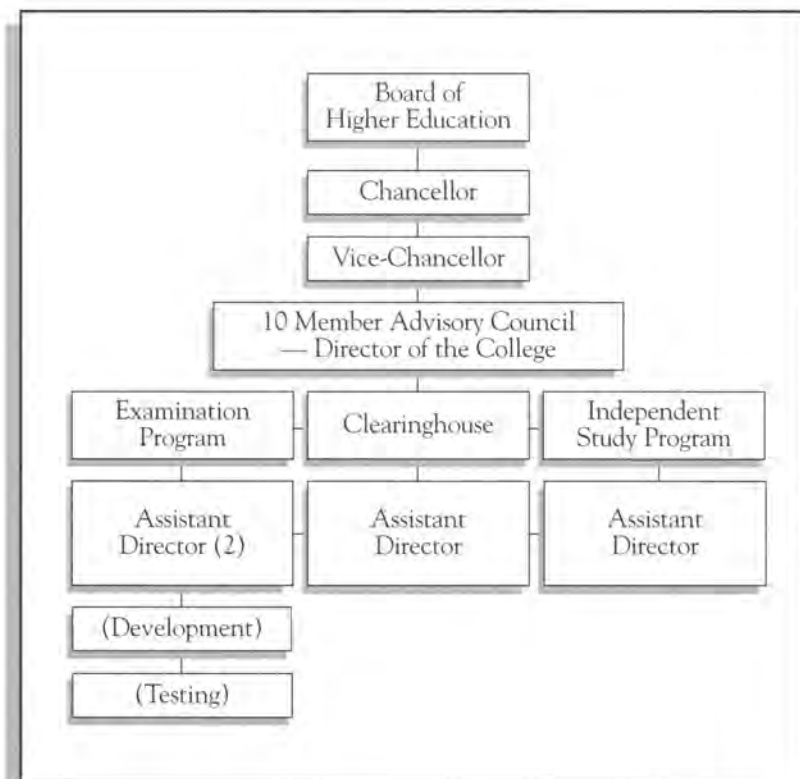 Board of
Higher Education
Chancellor
Vice-Chancellor
10 Member Advisory Council
— Director of the College
Examination
Program
Clearinghouse
Independent
Study Program
Assistant
Director (2)
Assistant
Director
Assistant
Director
(Development)
(Testing)